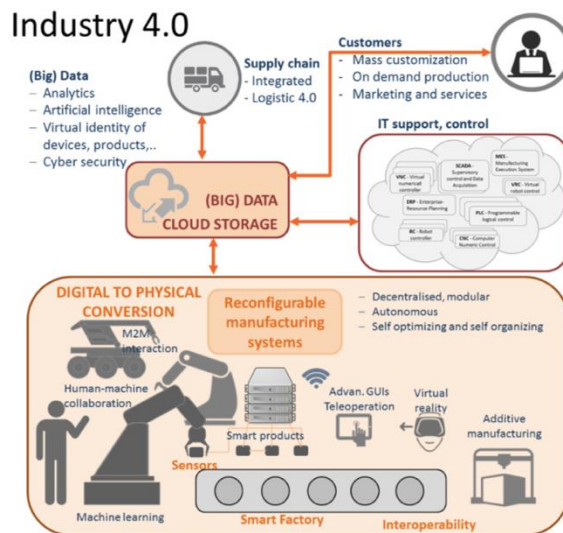 Industry 4.0
(Big) Data
– Analytics
– Artificial intelligence
– Virtual identity of
devices, products,..
– Cyber security
Supply chain
- Integrated
- Logistic 4.0
Customers
– Mass customization
– On demand production
– Marketing and services
IT support, control
VNC - Virtual
numerical
controller
SCADA -
Supervisory
control and Data
Acquisition
MES -
Manufacturing
Execution System
VRC - Virtual
robot control
ERP - Enterprise
Resource Planning
PLC - Programable
logical control
RC - Robot
controller
CNC - Computer
Numeric Control
(BIG) DATA
CLOUD STORAGE
DIGITAL TO PHYSICAL
CONVERSION
Reconfigurable
manufacturing
systems
– Decentralised, modular
– Autonomous
– Self optimizing and self organizing
M2M
interaction
Human-machine
collaboration
Smart products
Advan. GUIs
Teleoperation
Virtual
reality
Additive
manufacturing
Sensors
Machine learning
Smart Factory
Interoperability